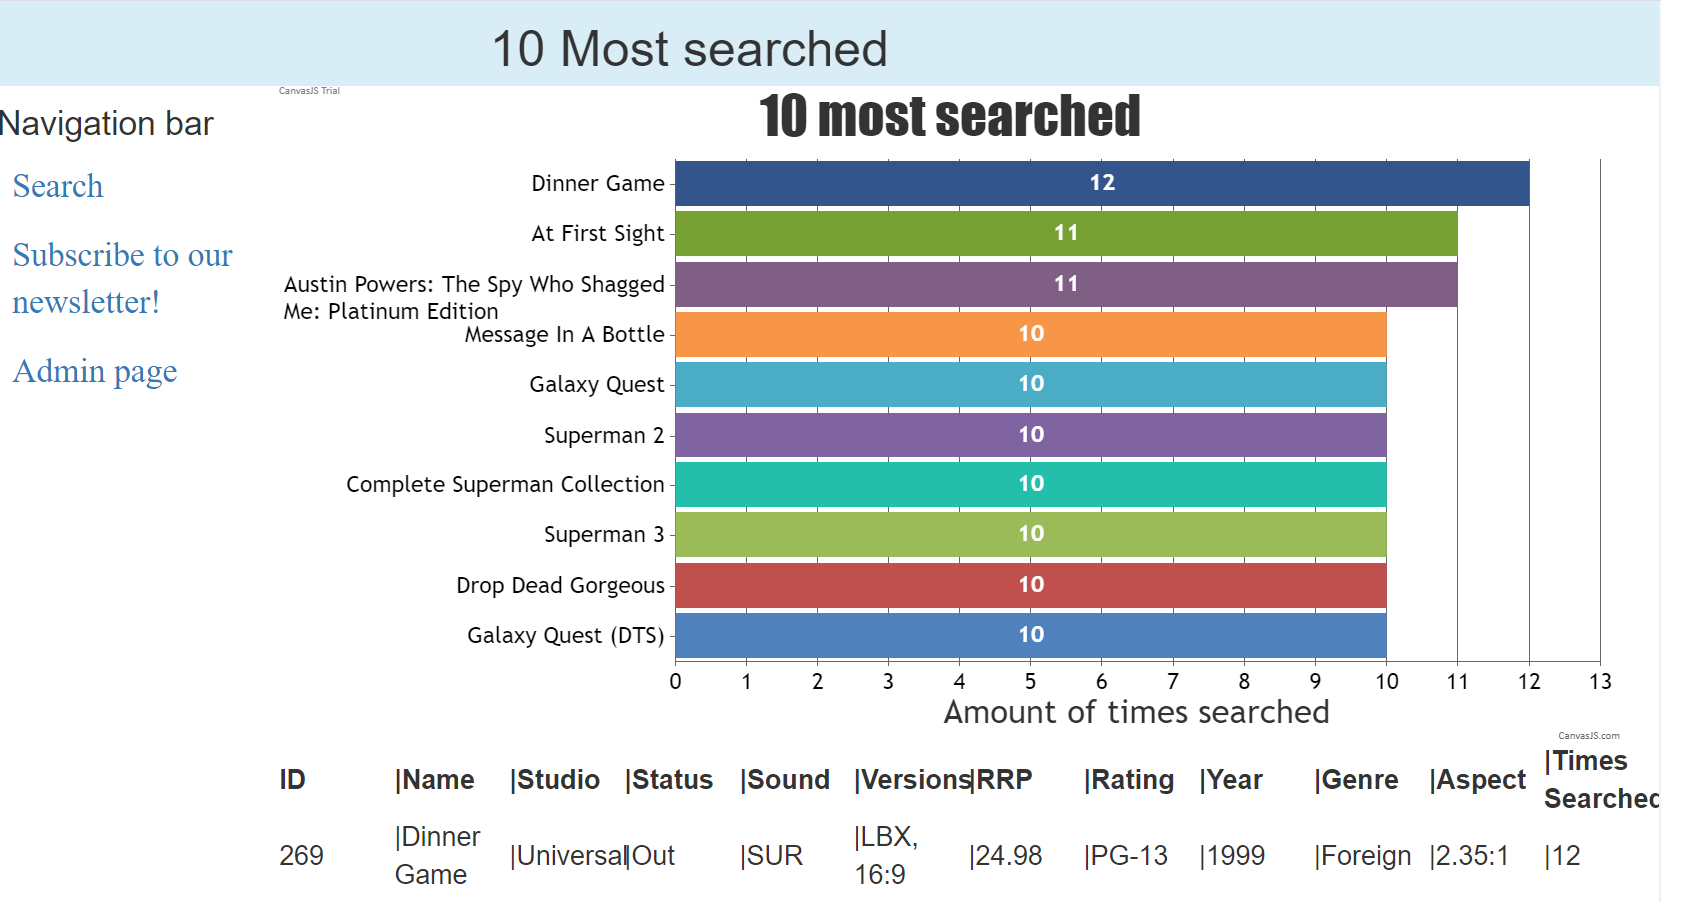 10 Most searched
CanvasJS Trial
Navigation bar
Search
Subscribe to our
newsletter!
Admin page
10 most searched
Dinner Game
12
At First Sight
11
Austin Powers: The Spy Who Shagged
Me: Platinum Edition
11
Message In A Bottle
10
Galaxy Quest
10
Superman 2
10
Complete Superman Collection
10
Superman 3
10
Drop Dead Gorgeous
10
Galaxy Quest (DTS)
10
0 1 2 3 4 5 6 7 8 9 10 11 12 13
Amount of times searched
CanvasJS.com
ID |Name |Studio |Status |Sound |Versions |RRP |Rating |Year |Genre |Aspect |Times
Searched
269 |Dinner |Universal |Out |SUR |LBX, |24.98 |PG-13 |1999 |Foreign |2.35:1 |12
Game 16:9